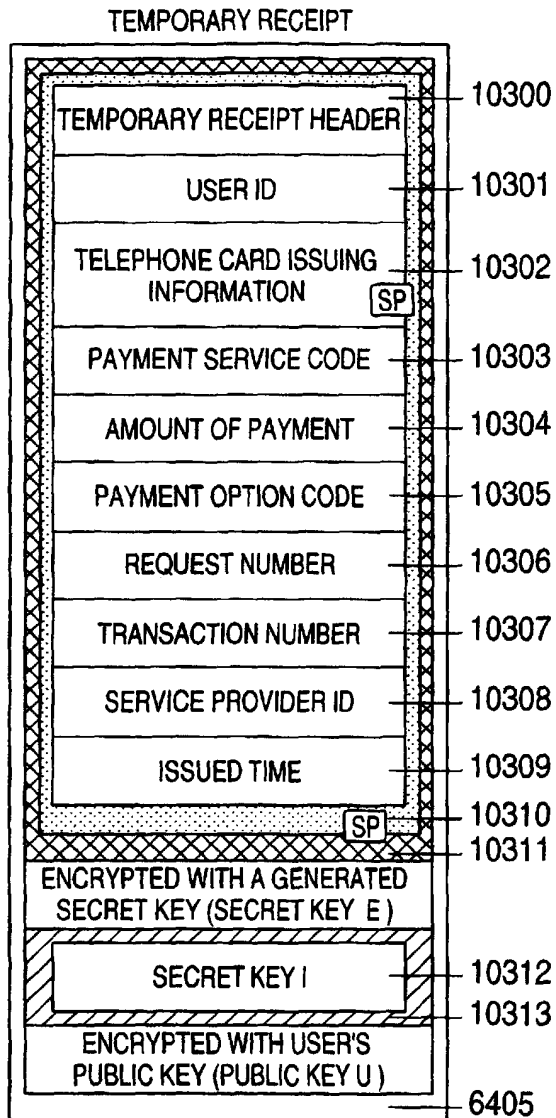 TEMPORARY RECEIPT
TEMPORARY RECEIPT HEADER
10300
USER ID
10301
TELEPHONE CARD ISSUING
INFORMATION
10302
SP
PAYMENT SERVICE CODE
10303
AMOUNT OF PAYMENT
10304
PAYMENT OPTION CODE
10305
REQUEST NUMBER
10306
TRANSACTION NUMBER
10307
SERVICE PROVIDER ID
10308
ISSUED TIME
10309
SP
10310
10311
ENCRYPTED WITH A GENERATED
SECRET KEY (SECRET KEY E)
SECRET KEY I
10312
10313
ENCRYPTED WITH USER'S
PUBLIC KEY (PUBLIC KEY U)
6405